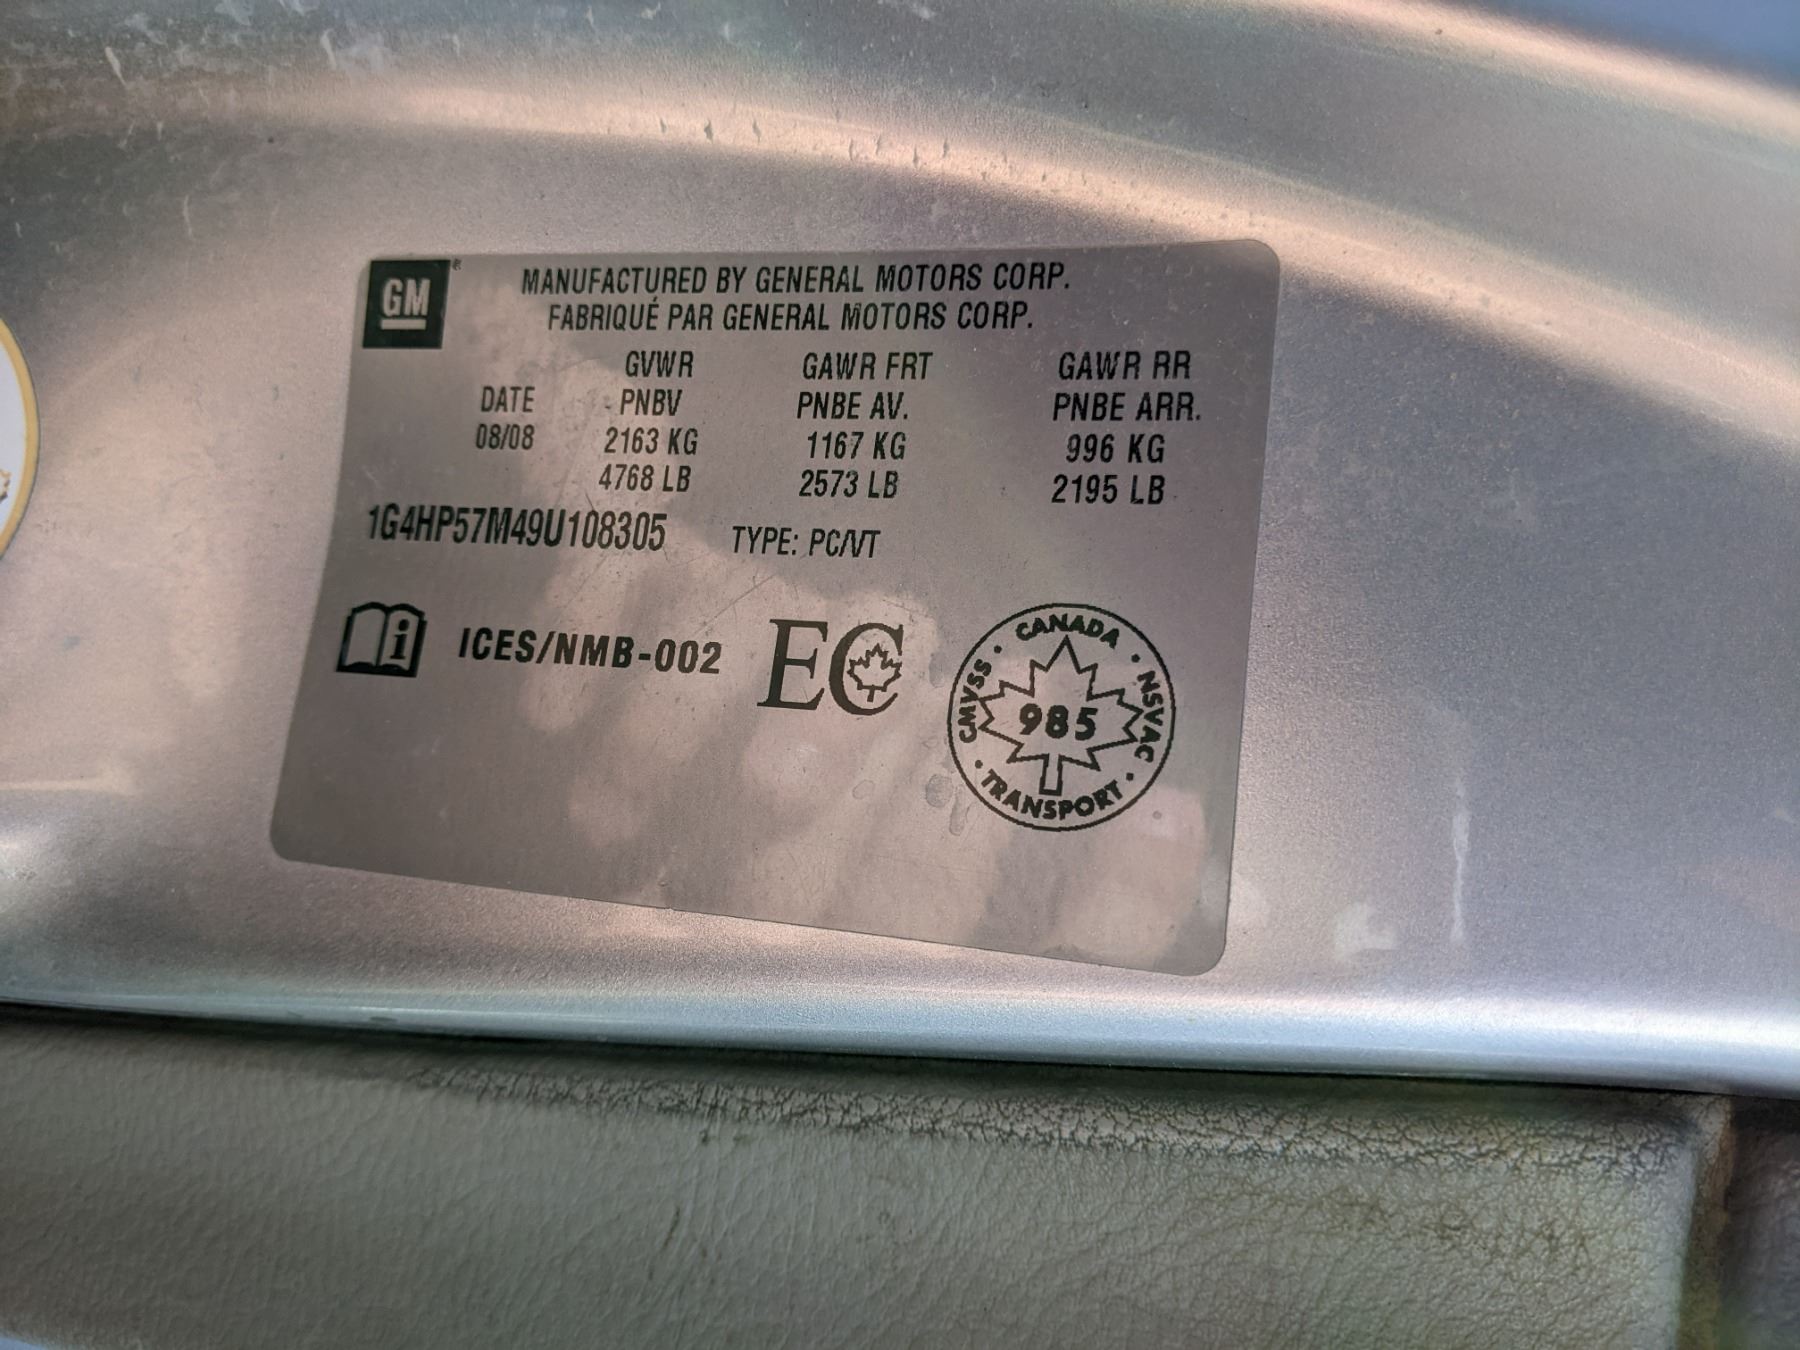 GM
MANUFACTURED BY GENERAL MOTORS CORP.
FABRIQUÉ PAR GENERAL MOTORS CORP.
GVWR GAWR FRT GAWR RR
DATE PNBV PNBE AV. PNBE ARR.
08/08 2163 KG 1167 KG 996 KG
4768 LB 2573 LB 2195 LB
1G4HP57M49U108305 TYPE: PC/VT
i ICES/NMB-002 EC
CANADA
CMVSS · 985 · NSVAC
TRANSPORT